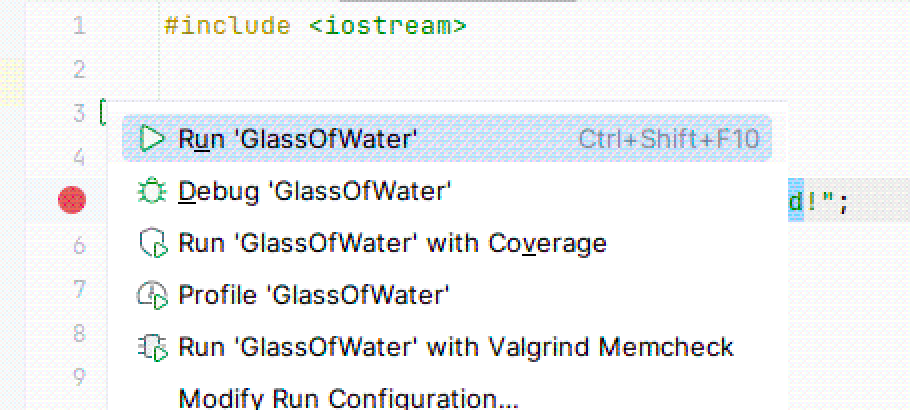 1 #include <iostream>
2
3
Run 'GlassOfWater' Ctrl+Shift+F10
4
Debug 'GlassOfWater'
d!";
6 Run 'GlassOfWater' with Coverage
7 Profile 'GlassOfWater'
8 Run 'GlassOfWater' with Valgrind Memcheck
9
Modify Run Configuration...